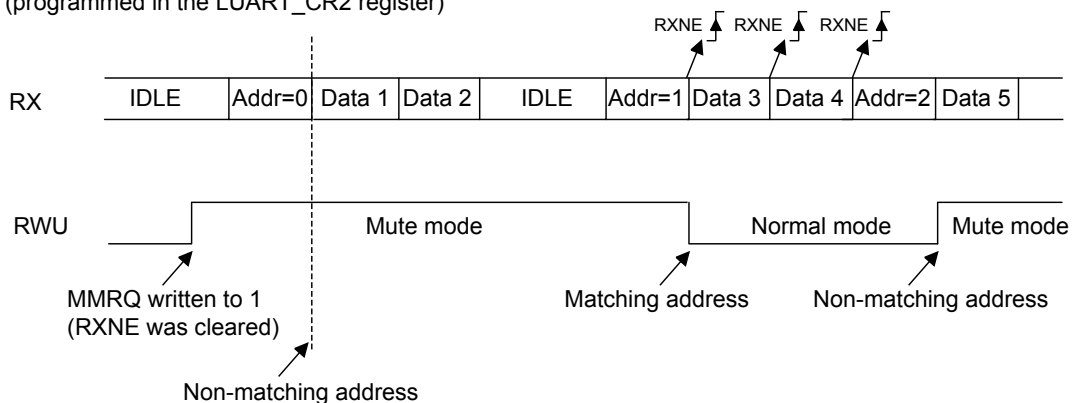 (programmed in the LUART_CR2 register)
RXNE RXNE RXNE
RX IDLE Addr=0 Data 1 Data 2 IDLE Addr=1 Data 3 Data 4 Addr=2 Data 5
RWU Mute mode Normal mode Mute mode
MMRQ written to 1
(RXNE was cleared)
Matching address
Non-matching address
Non-matching address